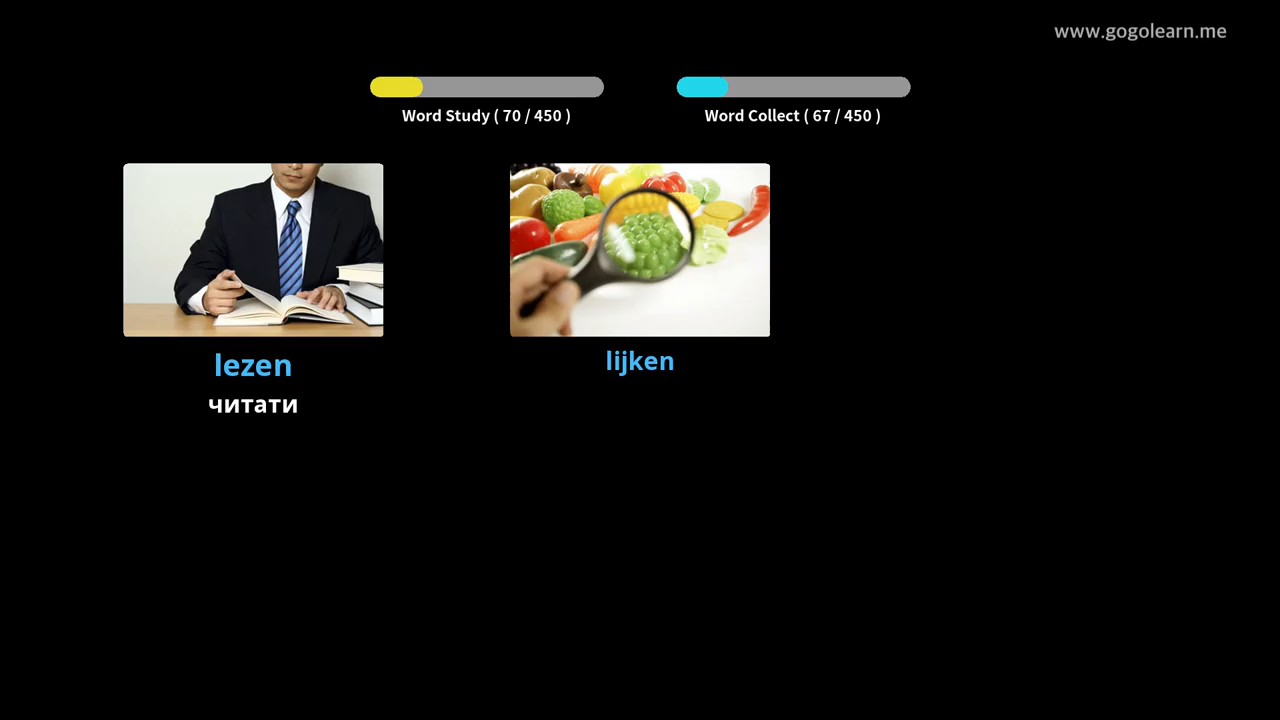 www.gogolearn.me
Word Study ( 70 / 450 )
Word Collect ( 67 / 450 )
lezen
читати
lijken